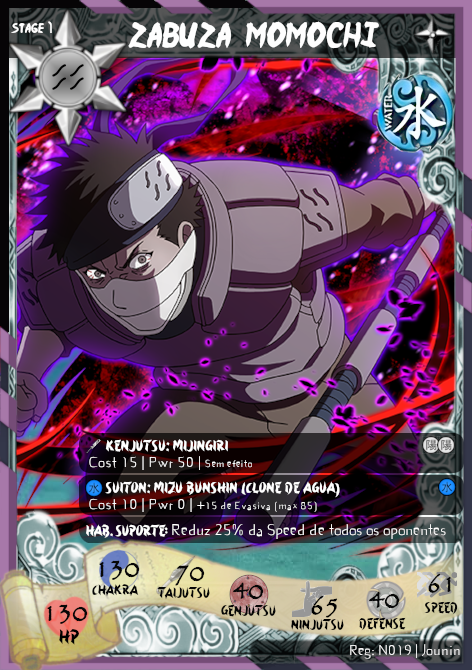 STAGE 1
ZABUZA MOMOCHI
WATER
水
KENJUTSU: MIJINGIRI
Cost 15 | Pwr 50 | Sem efeito
水 SUITON: MIZU BUNSHIN (CLONE DE AGUA) 水
Cost 10 | Pwr 0 | +15 de Evasiva (max 85)
HAB. SUPORTE: Reduz 25% da Speed de todos os oponentes
130
CHAKRA
70
TAIJUTSU
40
GENJUTSU
65
NINJUTSU
40
DEFENSE
61
SPEED
130
HP
Reg: N019 | Jounin